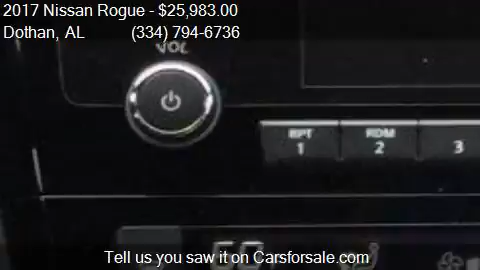 2017 Nissan Rogue - $25,983.00
Dothan, AL (334) 794-6736
VOL
RPT RDM
1 2 3
Tell us you saw it on Carsforsale.com